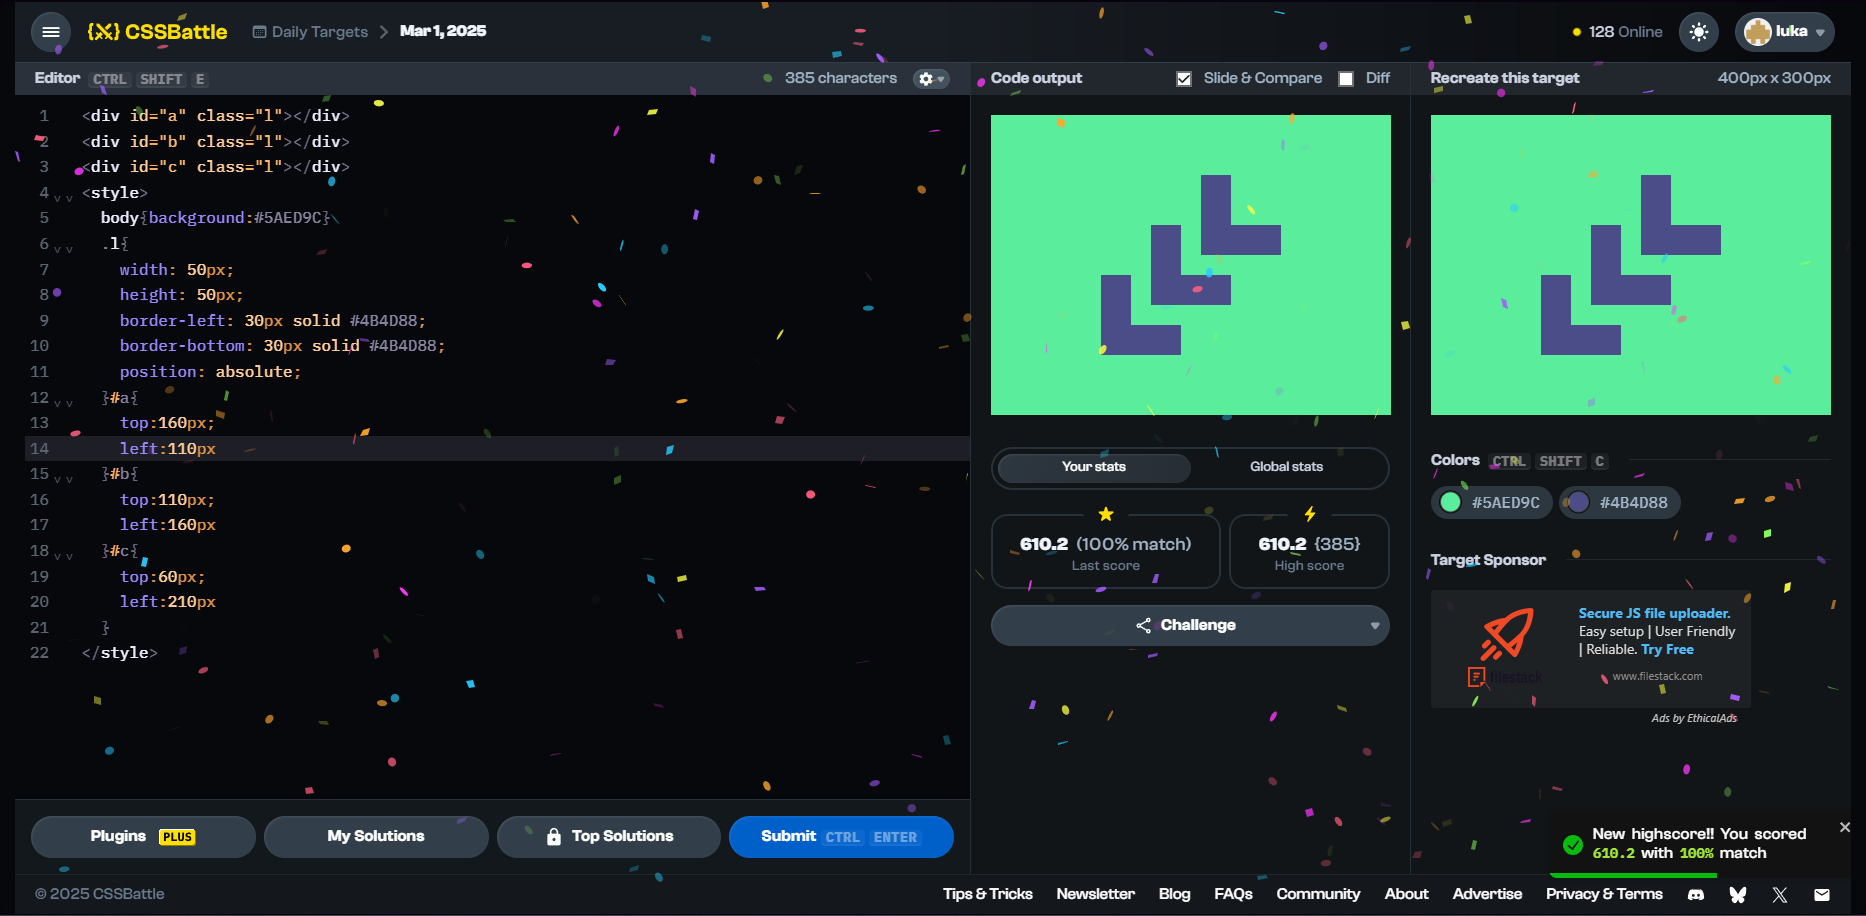 CSSBattle
Daily Targets
Mar 1, 2025
128 Online
luka
Editor CTRL SHIFT E
385 characters
Code output
Slide & Compare
Diff
Recreate this target
400px x 300px
1 <div id="a" class="l"></div>
2 <div id="b" class="l"></div>
3 <div id="c" class="l"></div>
4 <style>
5 body{background:#5AED9C}
6 .l{
7 width: 50px;
8 height: 50px;
9 border-left: 30px solid #4B4D88;
10 border-bottom: 30px solid #4B4D88;
11 position: absolute;
12 }#a{
13 top:160px;
14 left:110px
15 }#b{
16 top:110px;
17 left:160px
18 }#c{
19 top:60px;
20 left:210px
21 }
22 </style>
Your stats
Global stats
610.2 (100% match)
Last score
610.2 {385}
High score
Challenge
Colors CTRL SHIFT C
#5AED9C
#4B4D88
Target Sponsor
filestack
Secure JS file uploader.
Easy setup | User Friendly
| Reliable. Try Free
www.filestack.com
Ads by EthicalAds
Plugins PLUS
My Solutions
Top Solutions
Submit CTRL ENTER
New highscore!! You scored
610.2 with 100% match
© 2025 CSSBattle
Tips & Tricks
Newsletter
Blog
FAQs
Community
About
Advertise
Privacy & Terms